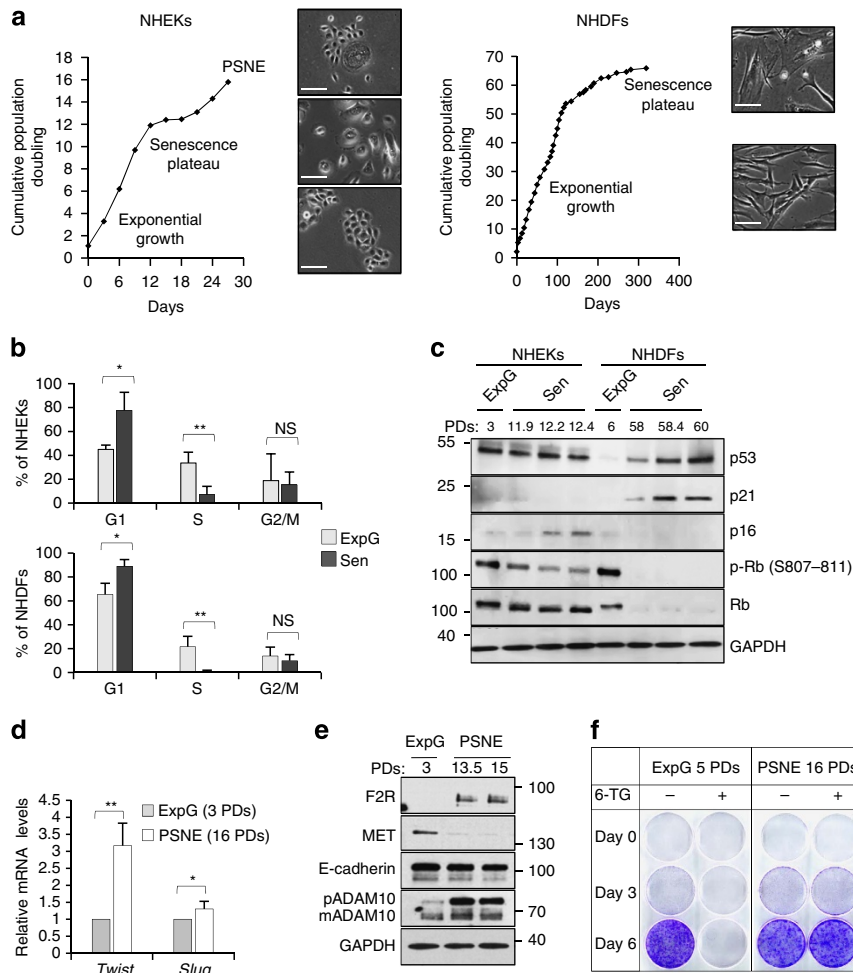 a
NHEKs
18
16
14
12
10
8
6
4
2
0
Cumulative population doubling
PSNE
Senescence plateau
Exponential growth
0 6 12 18 24 30
Days
NHDFs
70
60
50
40
30
20
10
0
Cumulative population doubling
Senescence plateau
Exponential growth
0 100 200 300 400
Days
b
% of NHEKs
100
80
60
40
20
0
*
**
NS
G1 S G2/M
ExpG
Sen
% of NHDFs
100
80
60
40
20
0
*
**
NS
G1 S G2/M
c
NHEKs NHDFs
ExpG Sen ExpG Sen
PDs: 3 11.9 12.2 12.4 6 58 58.4 60
55 p53
25 p21
15 p16
100 p-Rb (S807–811)
100 Rb
40 GAPDH
d
Relative mRNA levels
4.5
4
3.5
3
2.5
2
1.5
1
0.5
0
**
*
ExpG (3 PDs)
PSNE (16 PDs)
Twist Slug
e
ExpG PSNE
PDs: 3 13.5 15
F2R 100
MET 130
E-cadherin 100
pADAM10
mADAM10 70
GAPDH 40
f
ExpG 5 PDs PSNE 16 PDs
6-TG – + – +
Day 0
Day 3
Day 6